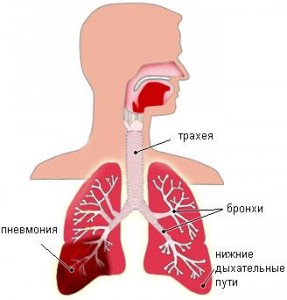 трахея
бронхи
пневмония
нижние
дыхательные
пути